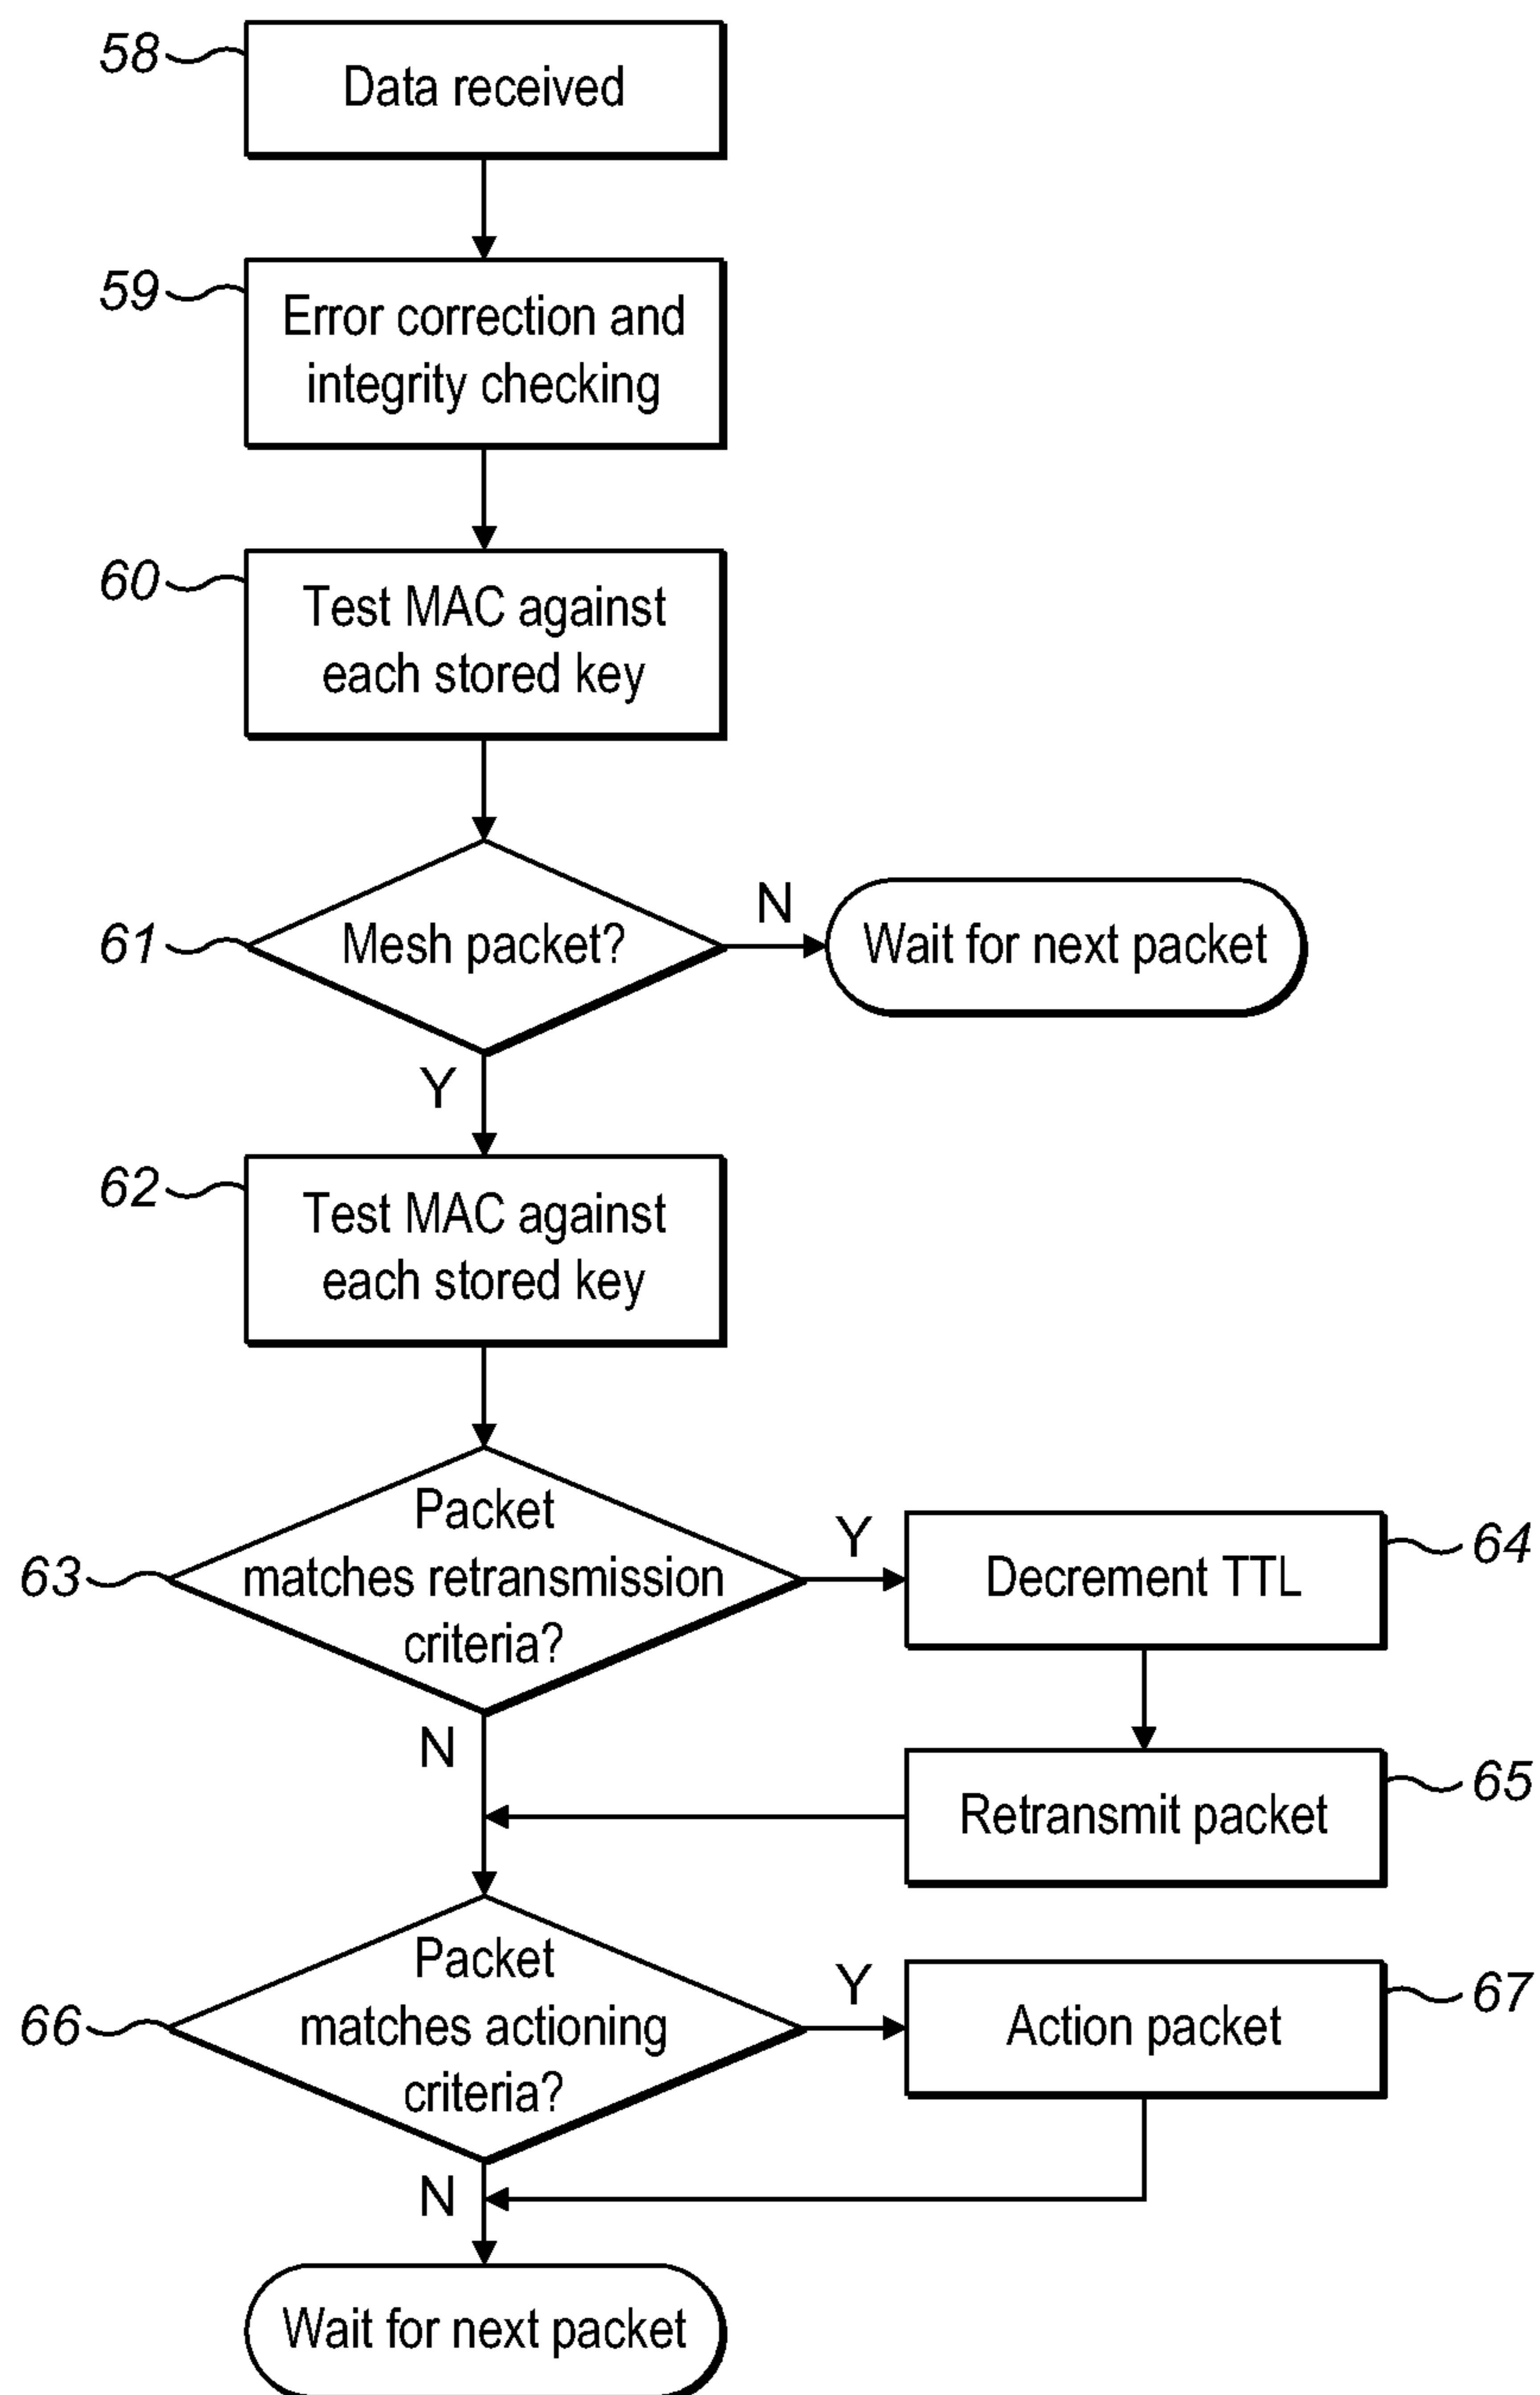 58
Data received
59
Error correction and
integrity checking
60
Test MAC against
each stored key
61
Mesh packet?
N
Wait for next packet
Y
62
Test MAC against
each stored key
63
Packet
matches retransmission
criteria?
Y
Decrement TTL
64
N
Retransmit packet
65
66
Packet
matches actioning
criteria?
Y
Action packet
67
N
Wait for next packet